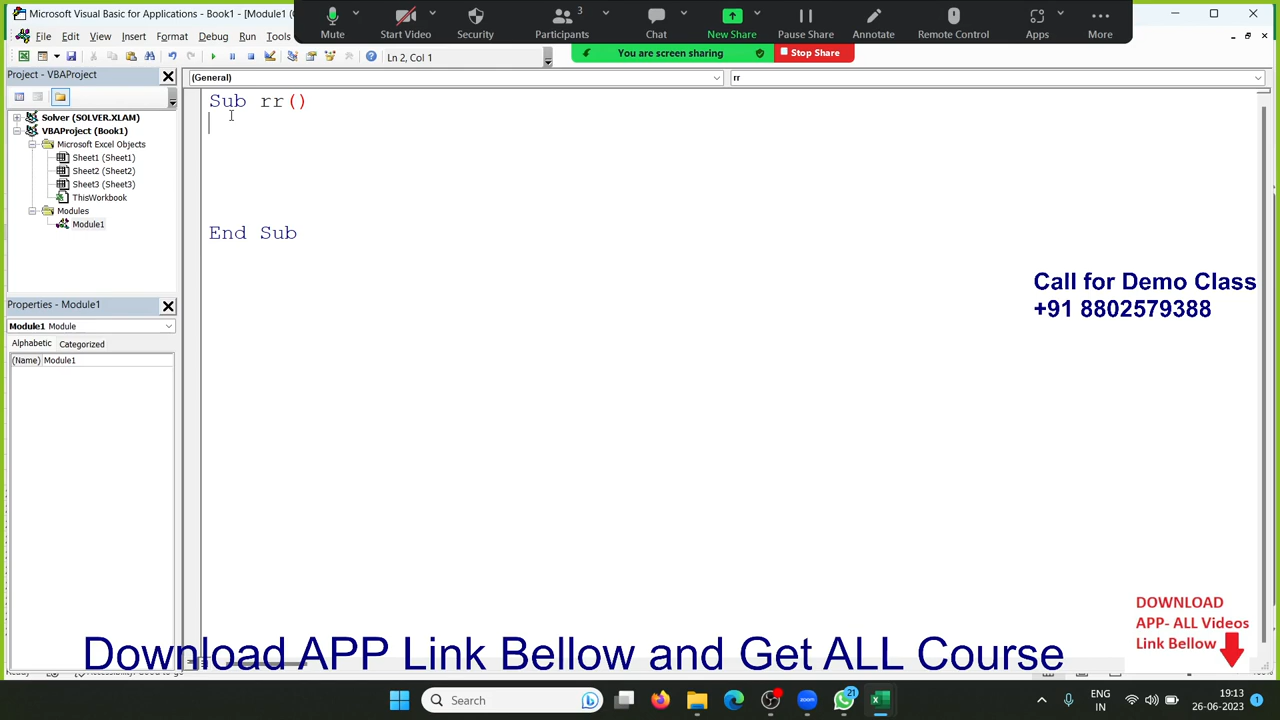 Microsoft Visual Basic for Applications - Book1 - [Module1 (
File Edit View Insert Format Debug Run Tools
Mute
Start Video
Security
3
Participants
Chat
New Share
Pause Share
Annotate
Remote Control
Apps
More
You are screen sharing
Stop Share
Ln 2, Col 1
Project - VBAProject
(General)
rr
Solver (SOLVER.XLAM)
VBAProject (Book1)
Microsoft Excel Objects
Sheet1 (Sheet1)
Sheet2 (Sheet2)
Sheet3 (Sheet3)
ThisWorkbook
Modules
Module1
Sub rr()
End Sub
Call for Demo Class
+91 8802579388
Properties - Module1
Module1 Module
Alphabetic Categorized
(Name) Module1
DOWNLOAD
APP- ALL Videos
Link Bellow
Download APP Link Bellow and Get ALL Course
Search
21
ENG
IN
19:13
26-06-2023
1